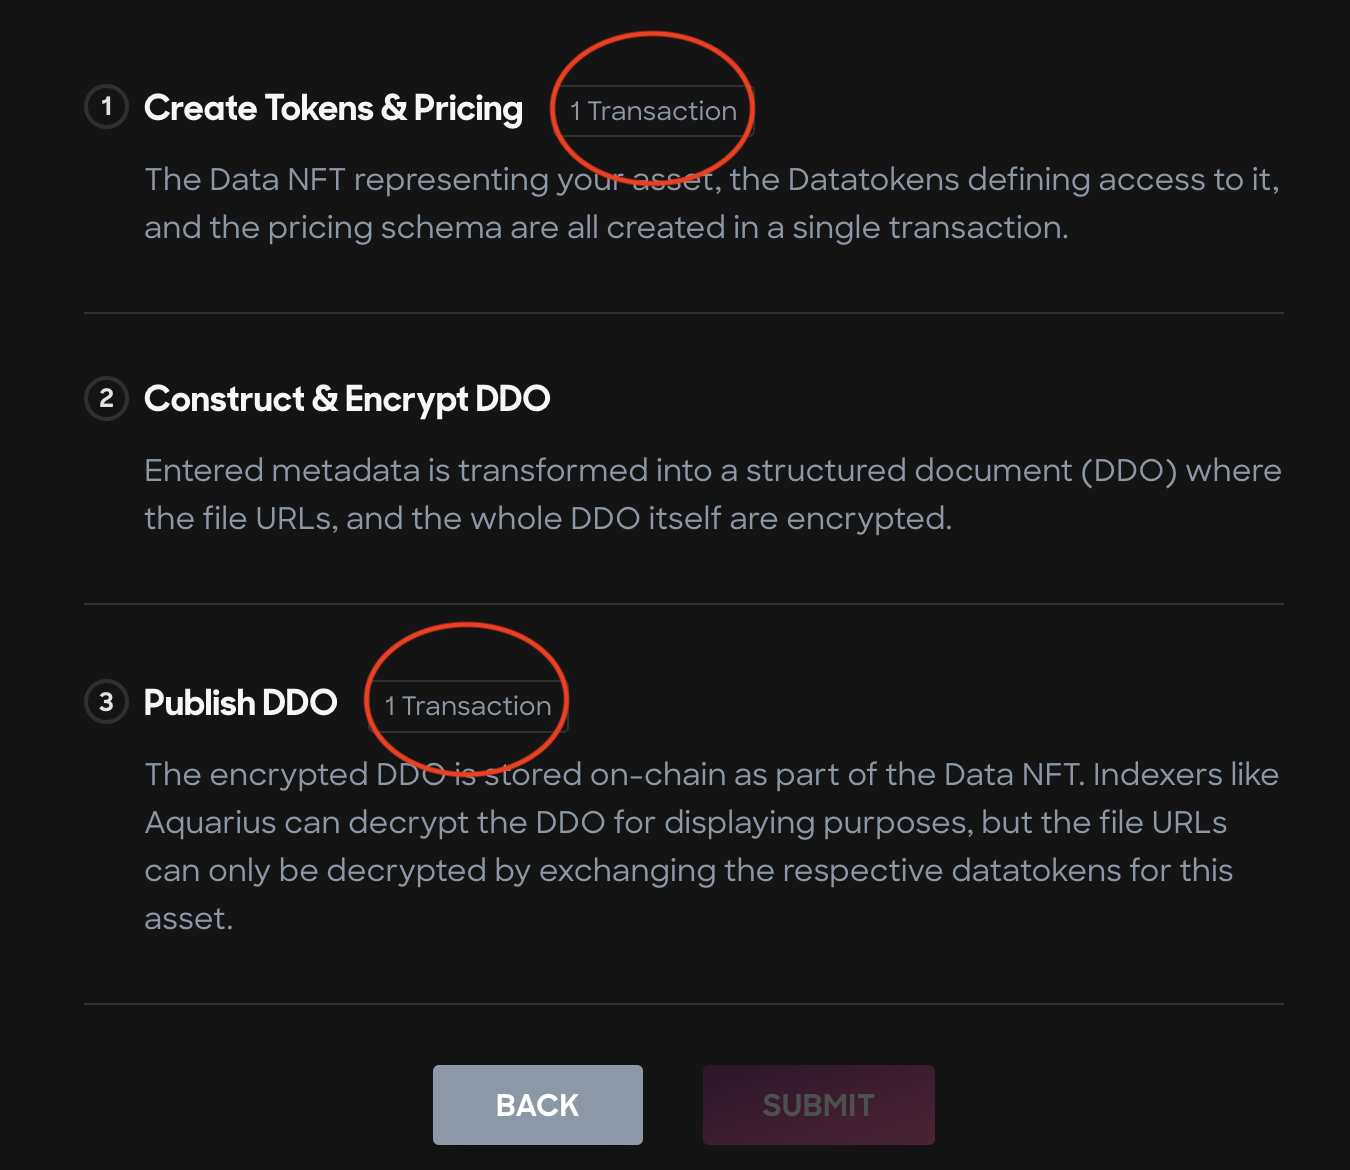 1 Create Tokens & Pricing 1 Transaction
The Data NFT representing your asset, the Datatokens defining access to it,
and the pricing schema are all created in a single transaction.
2 Construct & Encrypt DDO
Entered metadata is transformed into a structured document (DDO) where
the file URLs, and the whole DDO itself are encrypted.
3 Publish DDO 1 Transaction
The encrypted DDO is stored on-chain as part of the Data NFT. Indexers like
Aquarius can decrypt the DDO for displaying purposes, but the file URLs
can only be decrypted by exchanging the respective datatokens for this
asset.
BACK SUBMIT